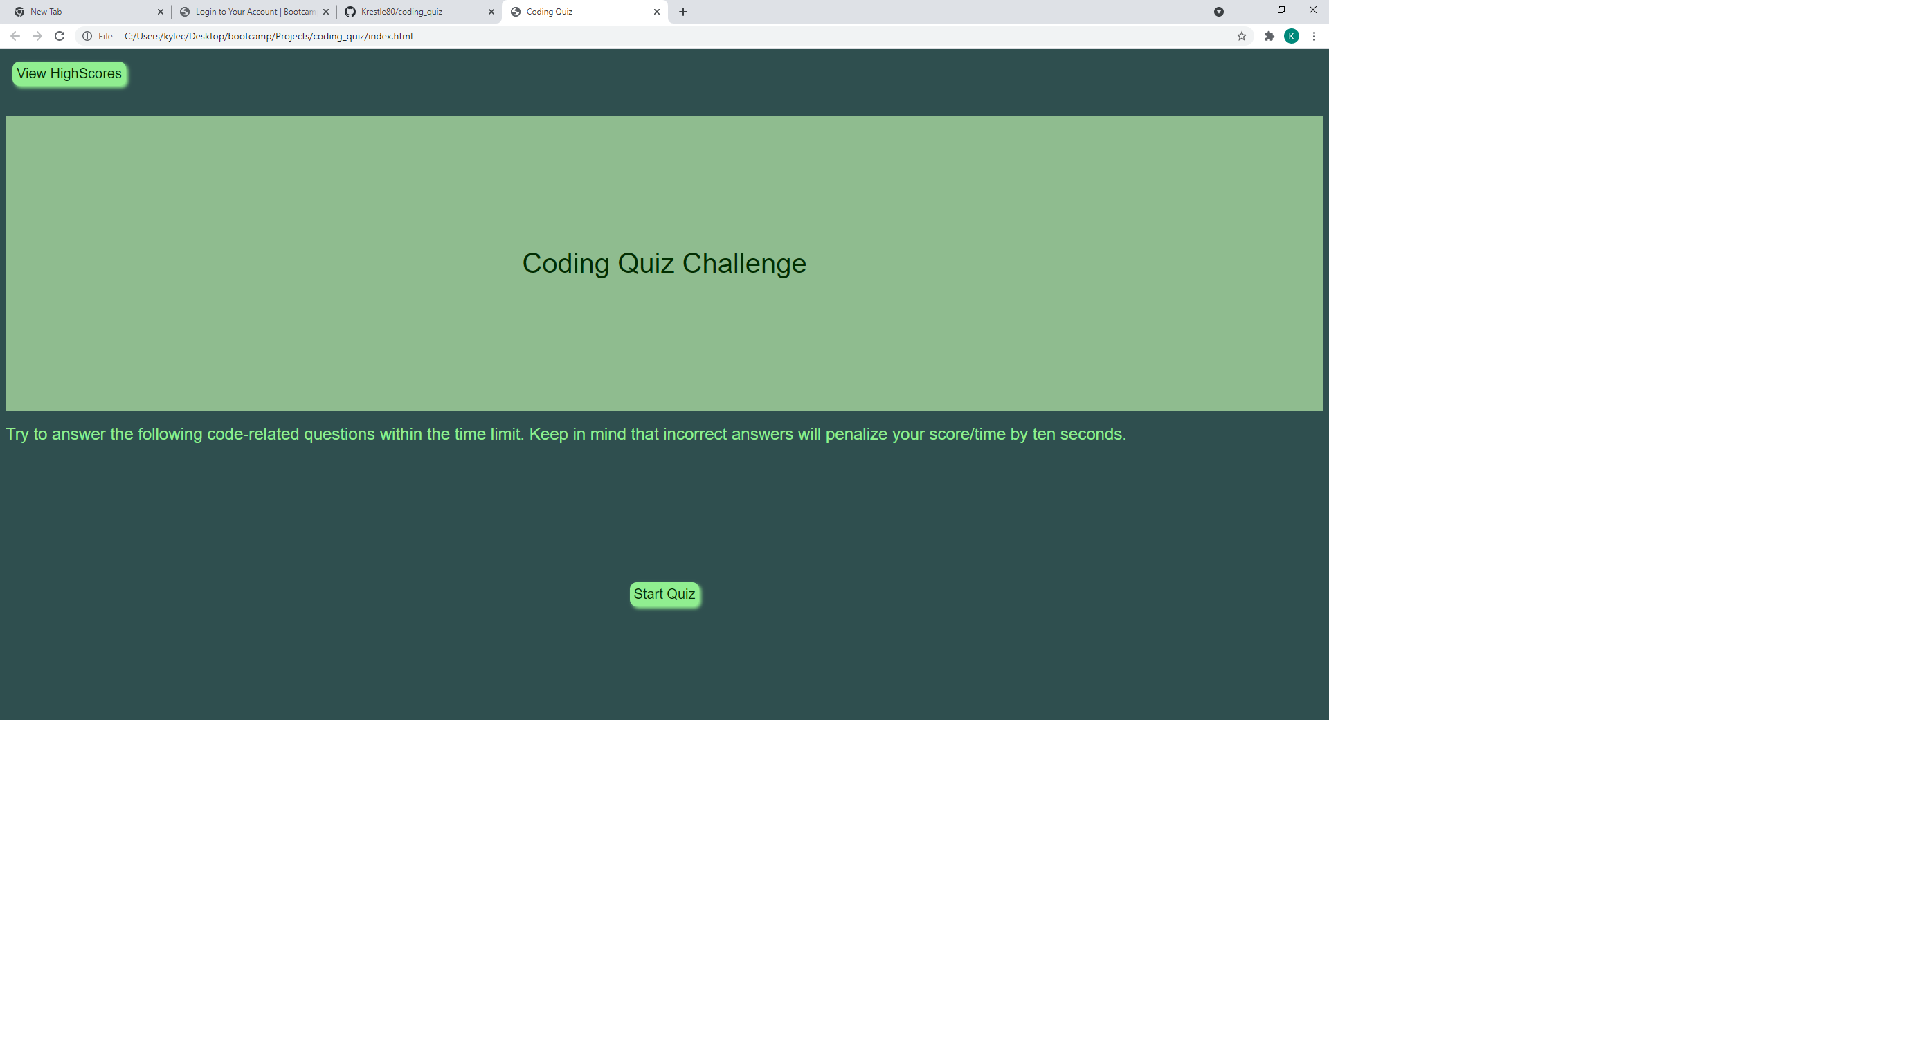 New Tab
Login to Your Account | Bootcam
Krestle80/coding_quiz
Coding Quiz
File
C:/Users/kylec/Desktop/bootcamp/Projects/coding_quiz/index.html
K
View HighScores
Coding Quiz Challenge
Try to answer the following code-related questions within the time limit. Keep in mind that incorrect answers will penalize your score/time by ten seconds.
Start Quiz